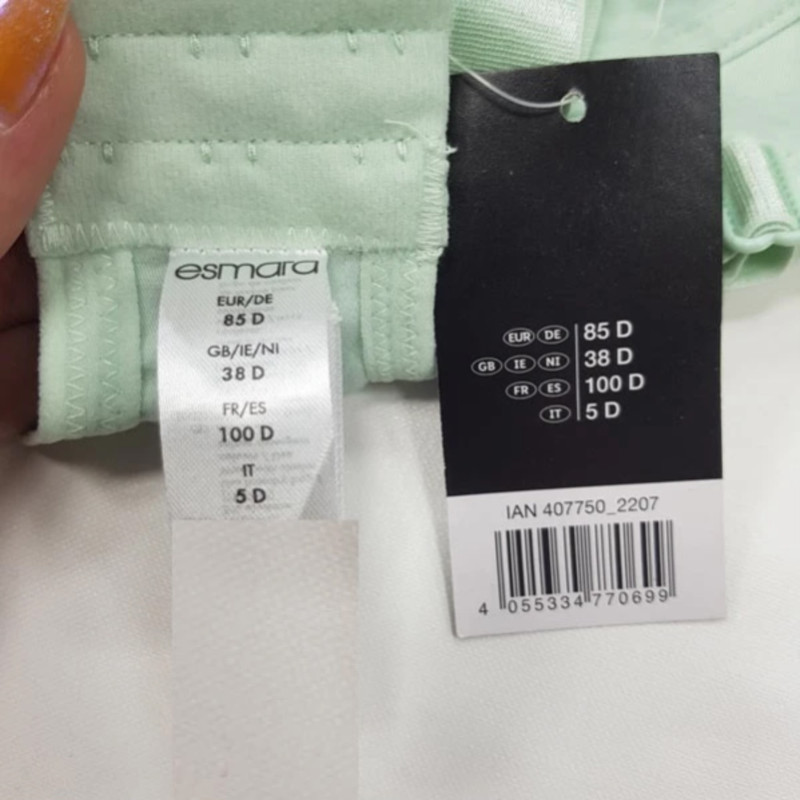 esmara
EUR/DE
85 D
GB/IE/NI
38 D
FR/ES
100 D
IT
5 D
EUR DE 85 D
GB IE NI 38 D
FR ES 100 D
IT 5 D
IAN 407750_2207
4 055334 770699